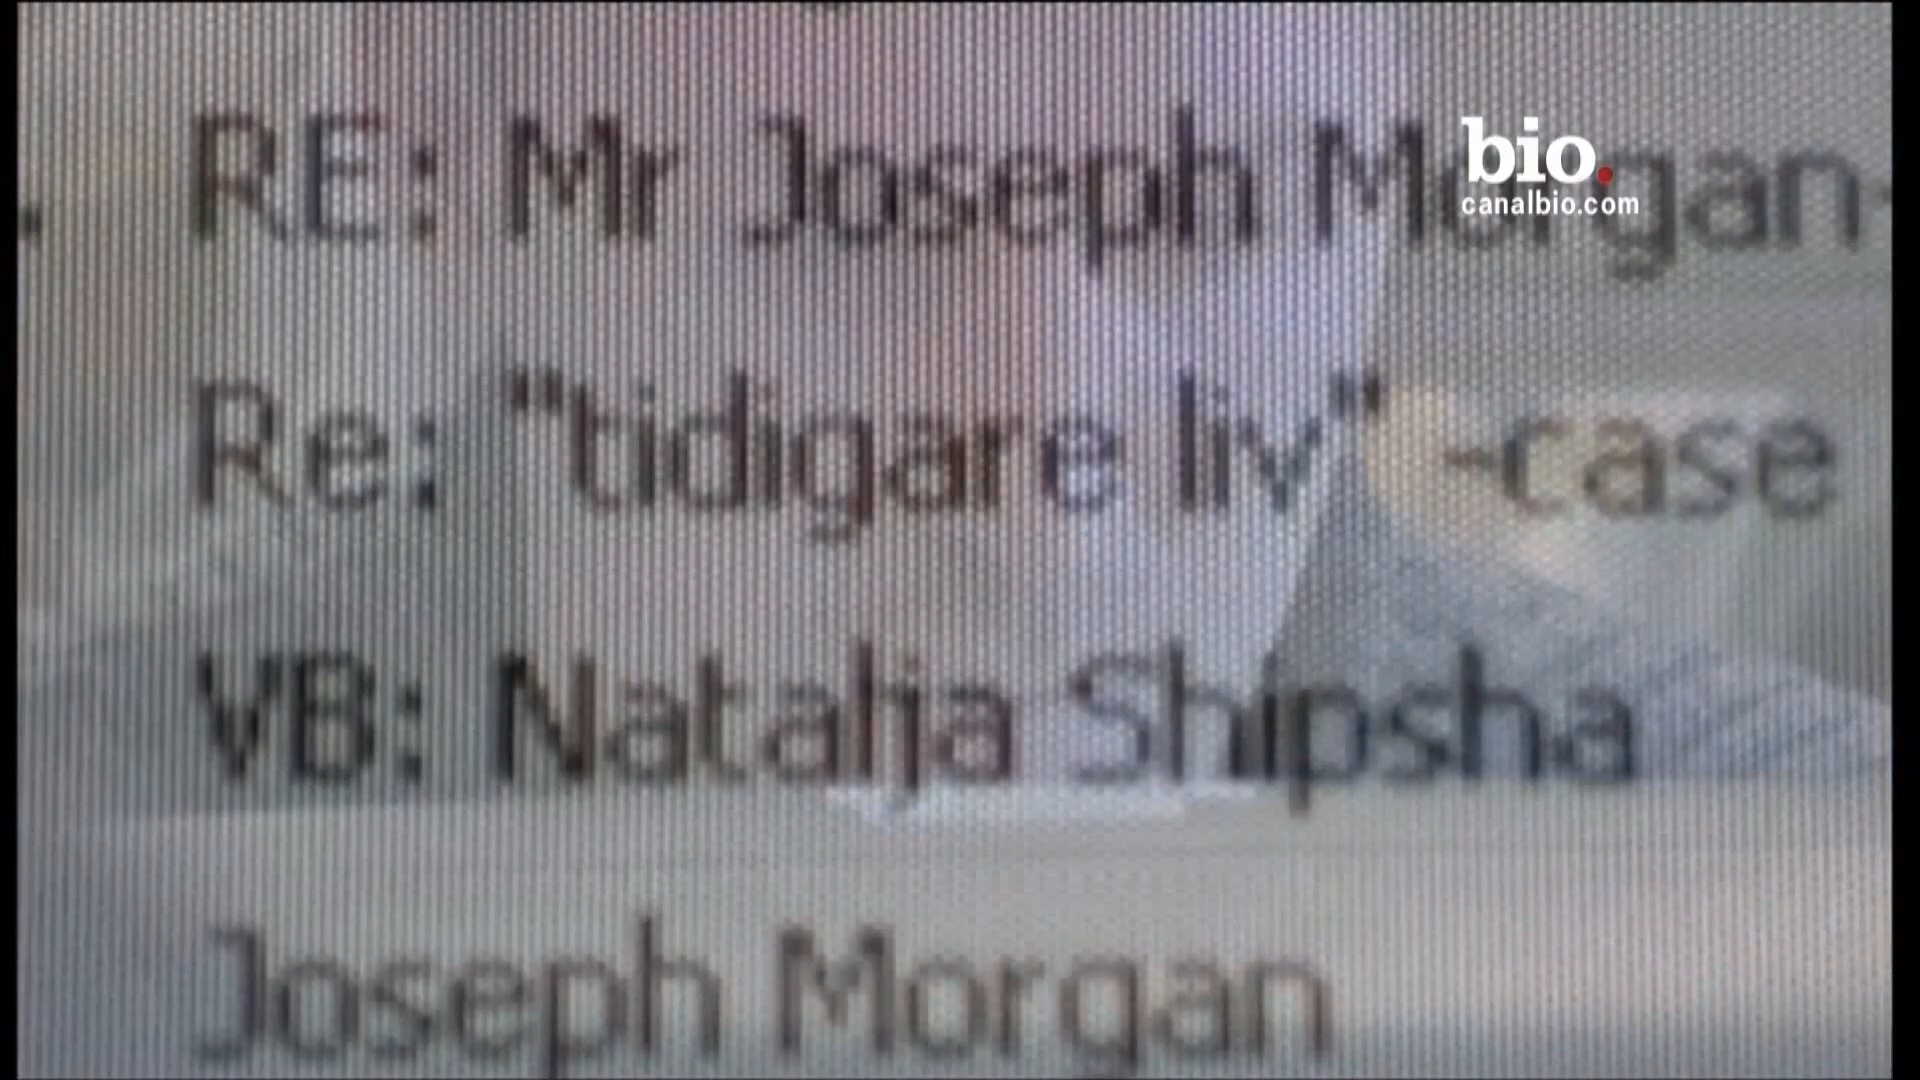 RE: Mr Joseph Morgan-
Re: "tidigare liv" -case
VB: Natalja Shipsha
Joseph Morgan
bio.
canalbio.com